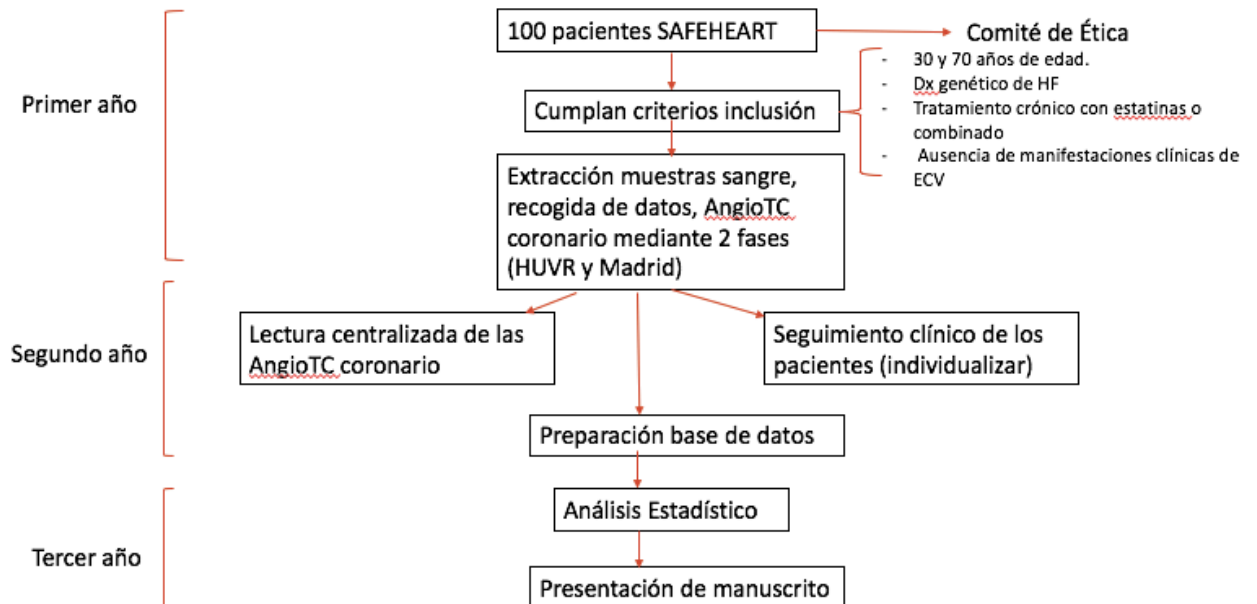 100 pacientes SAFEHEART
Comité de Ética
- 30 y 70 años de edad.
- Dx genético de HF
- Tratamiento crónico con estatinas o
combinado
- Ausencia de manifestaciones clínicas de
ECV
Primer año
Cumplan criterios inclusión
Extracción muestras sangre,
recogida de datos, AngioTC
coronario mediante 2 fases
(HUVR y Madrid)
Segundo año
Lectura centralizada de las
AngioTC coronario
Seguimiento clínico de los
pacientes (individualizar)
Preparación base de datos
Tercer año
Análisis Estadístico
Presentación de manuscrito